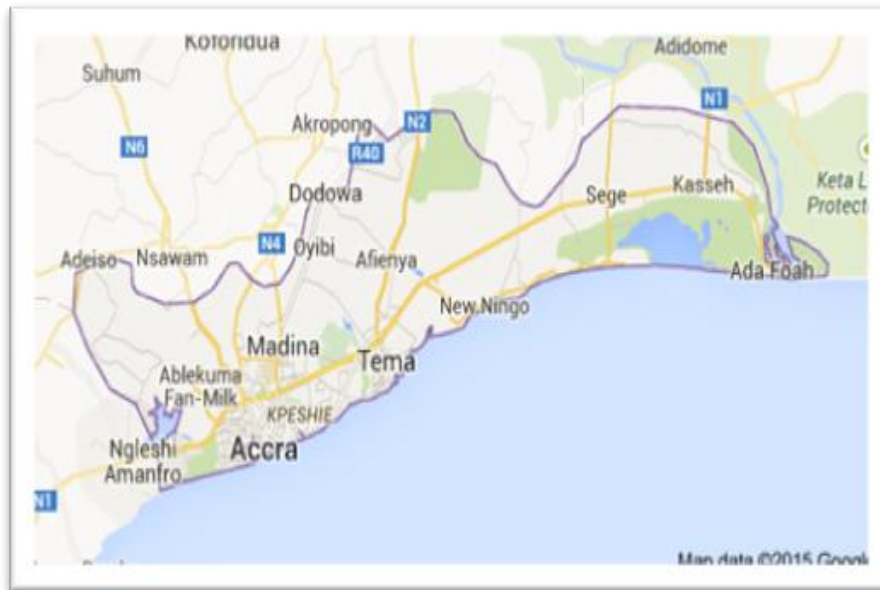 Koforidua
Adidome
Suhum
N1
Akropong
N2
N6
R40
Keta L
Protect
Dodowa
Sege
Kasseh
N4
Oyibi
Adeiso
Nsawam
Afienya
Ada Foah
New Ningo
Madina
Tema
Ablekuma
Fan-Milk
KPESHIE
Accra
Ngleshi
Amanfro
N1
Map data ©2015 Google